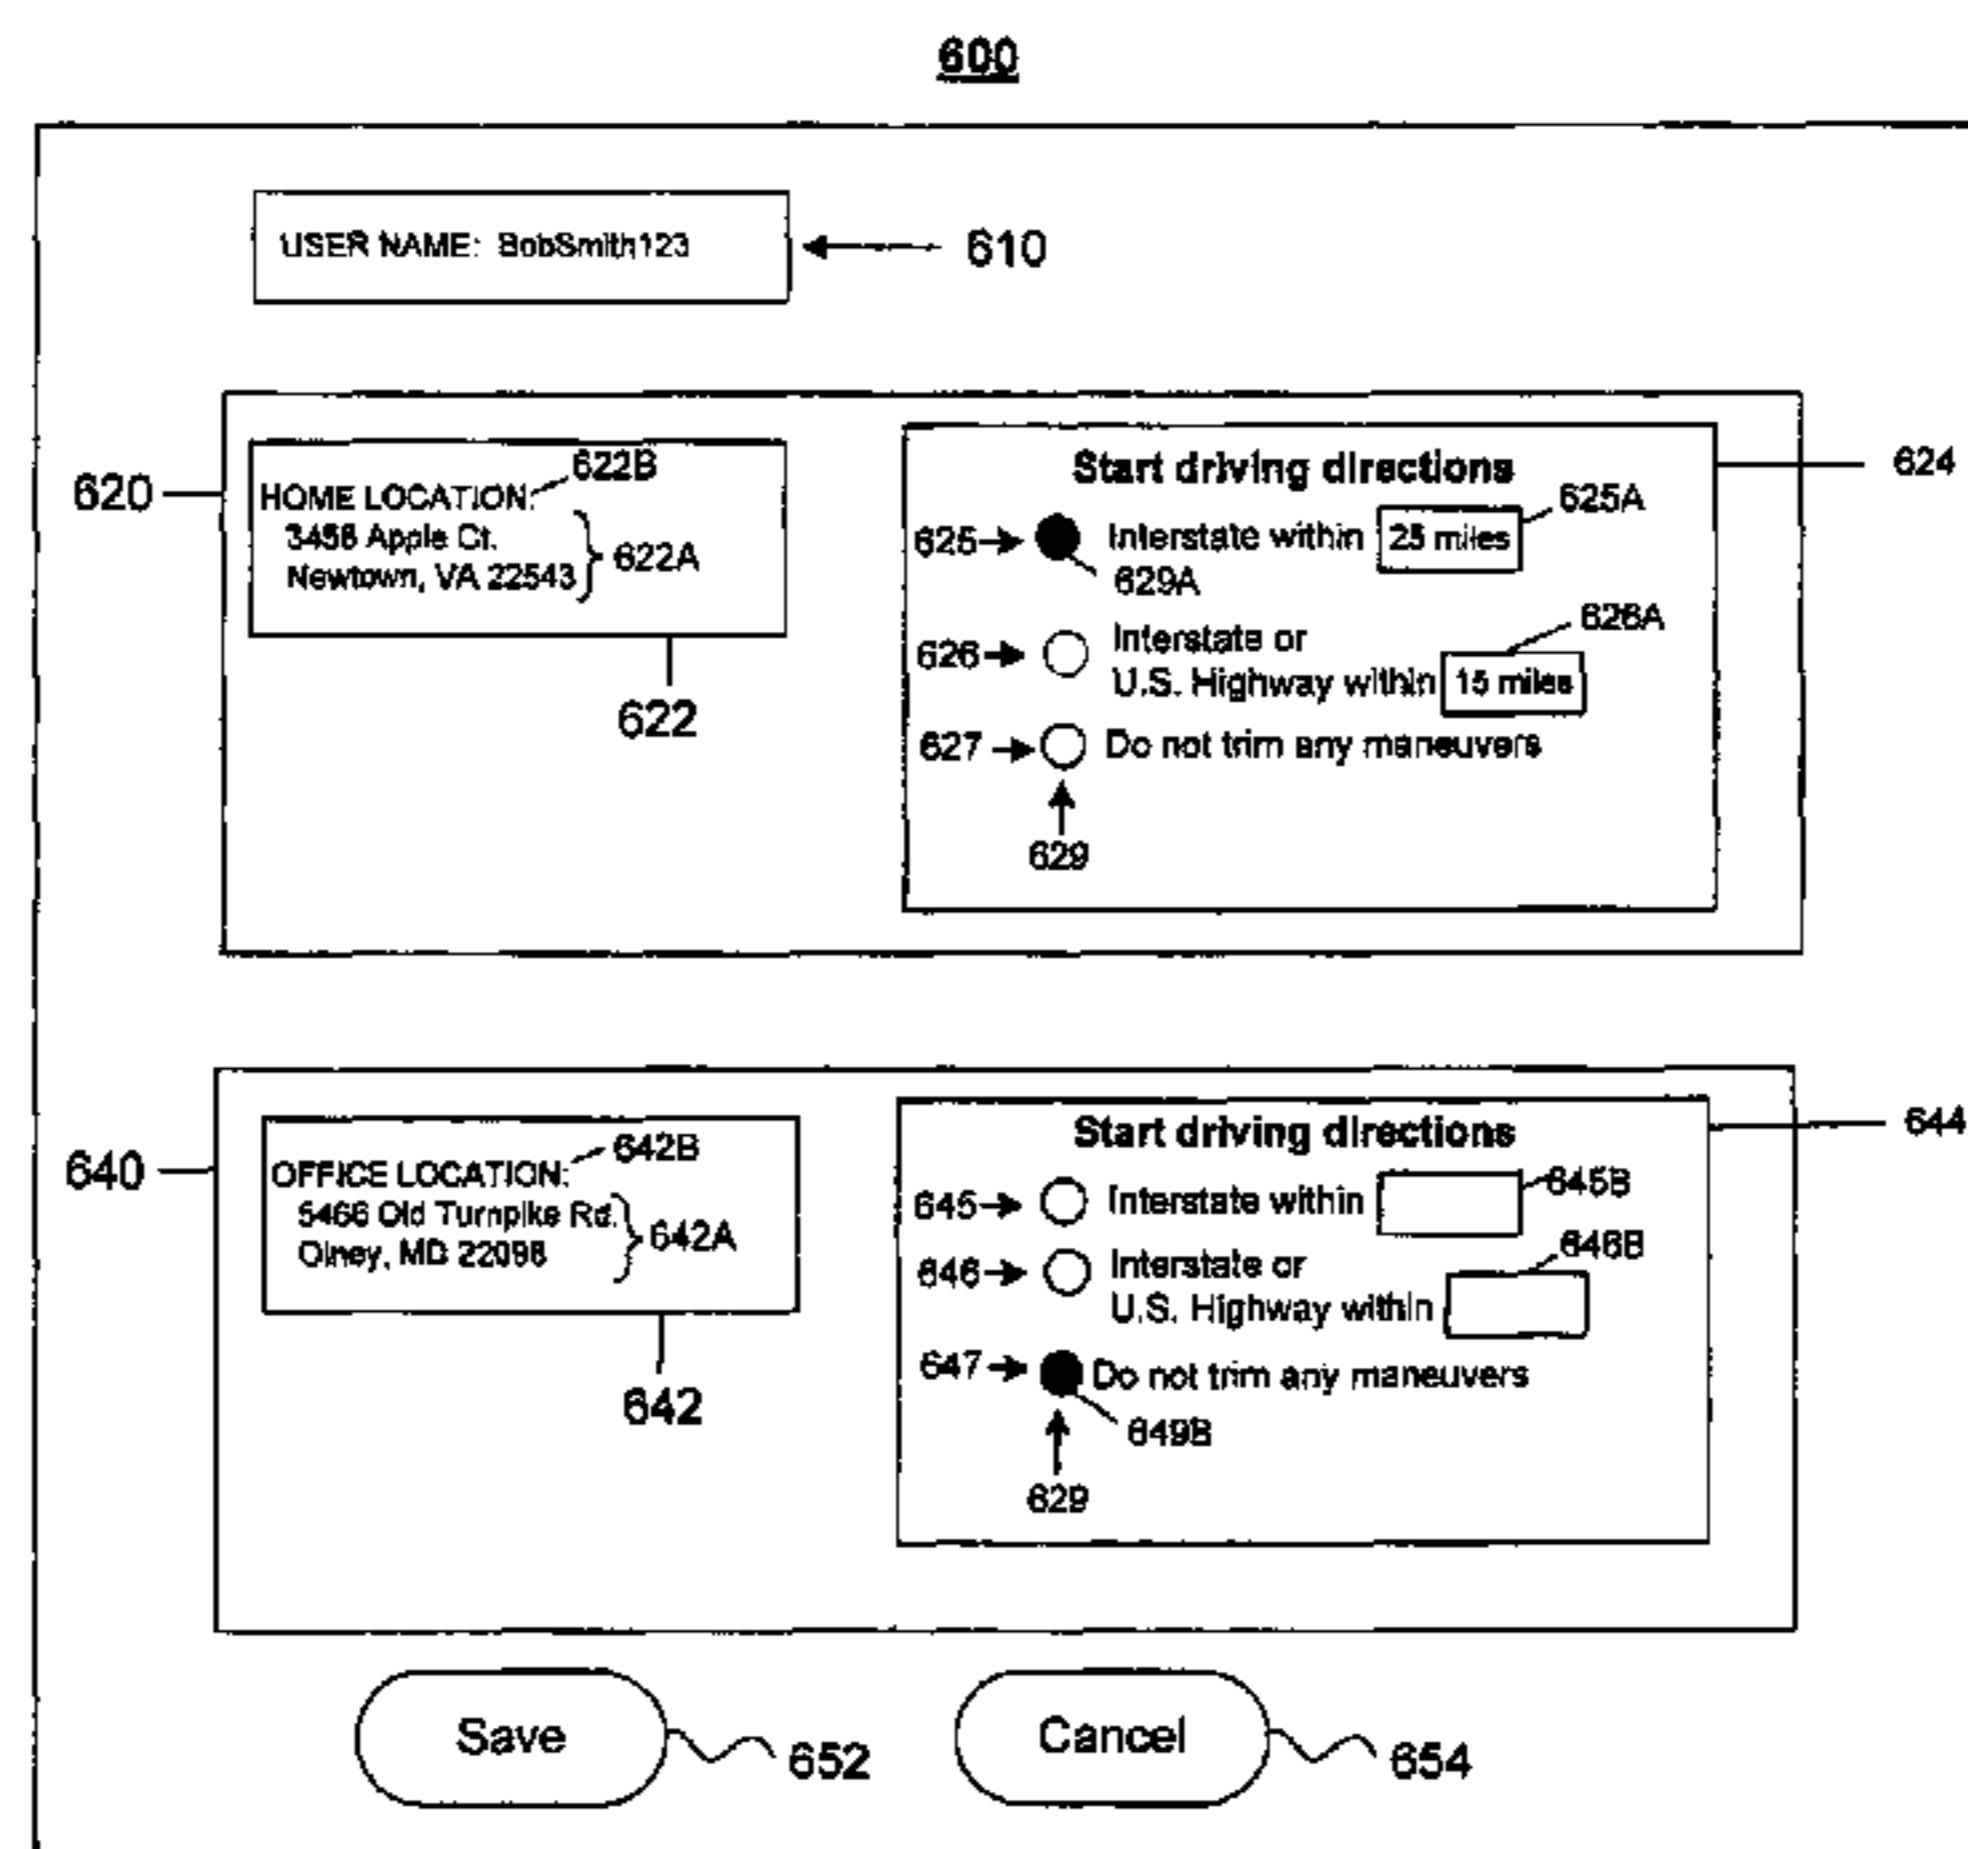 600
USER NAME: BobSmith123
610
620
HOME LOCATION:
622B
3456 Apple Ct.
Newtown, VA 22543
622A
622
Start driving directions
624
625
Interstate within
25 miles
625A
629A
626
Interstate or
U.S. Highway within
15 miles
626A
627
Do not trim any maneuvers
629
640
OFFICE LOCATION:
642B
5466 Old Turnpike Rd.
Olney, MD 22098
642A
642
Start driving directions
644
645
Interstate within
645B
646
Interstate or
U.S. Highway within
646B
647
Do not trim any maneuvers
649B
629
Save
652
Cancel
654